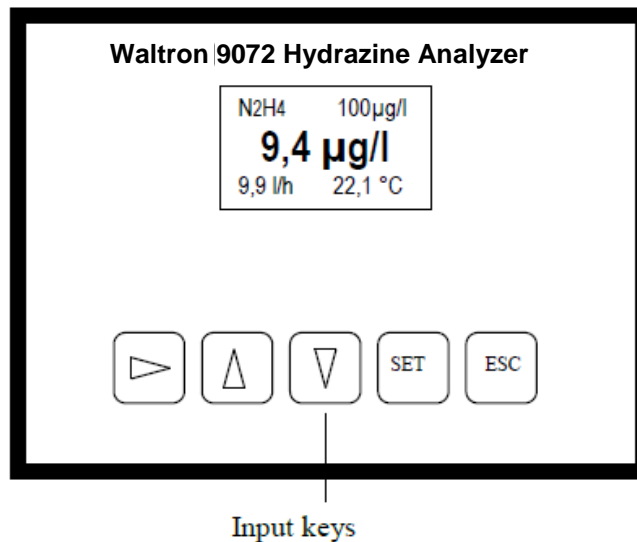 Waltron 9072 Hydrazine Analyzer
N2H4 100µg/l
9,4 µg/l
9,9 l/h 22,1 °C
SET ESC
Input keys